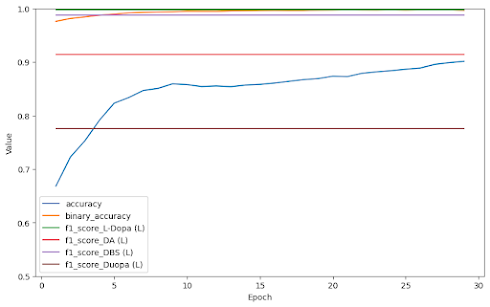 1.0
0.9
0.8
0.7
0.6
0.5
Value
accuracy
binary_accuracy
f1_score_L-Dopa (L)
f1_score_DA (L)
f1_score_DBS (L)
f1_score_Duopa (L)
0 5 10 15 20 25 30
Epoch